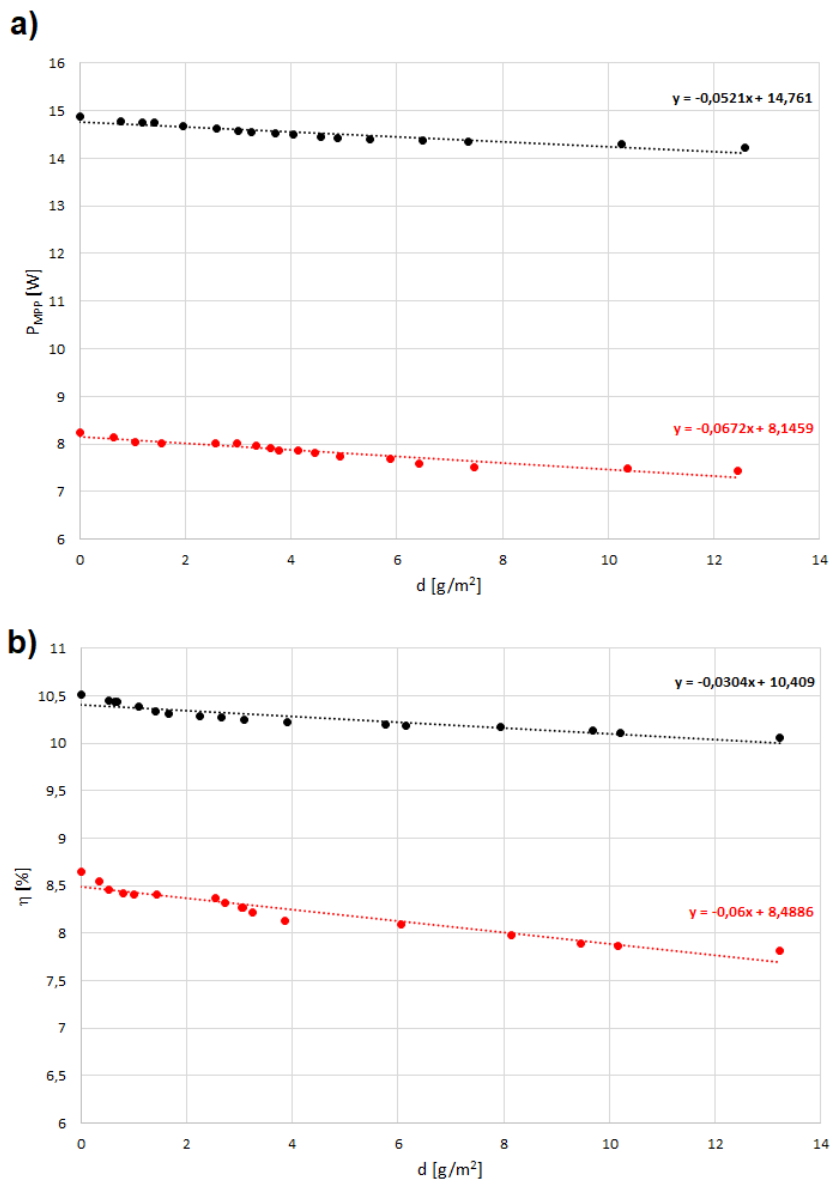 a)
16
y = -0,0521x + 14,761
15
14
13
12
11
P_MPP [W]
10
9
y = -0,0672x + 8,1459
8
7
6
0 2 4 6 8 10 12 14
d [g/m²]
b)
11
y = -0,0304x + 10,409
10,5
10
9,5
9
η [%]
8,5
y = -0,06x + 8,4886
8
7,5
7
6,5
6
0 2 4 6 8 10 12 14
d [g/m²]